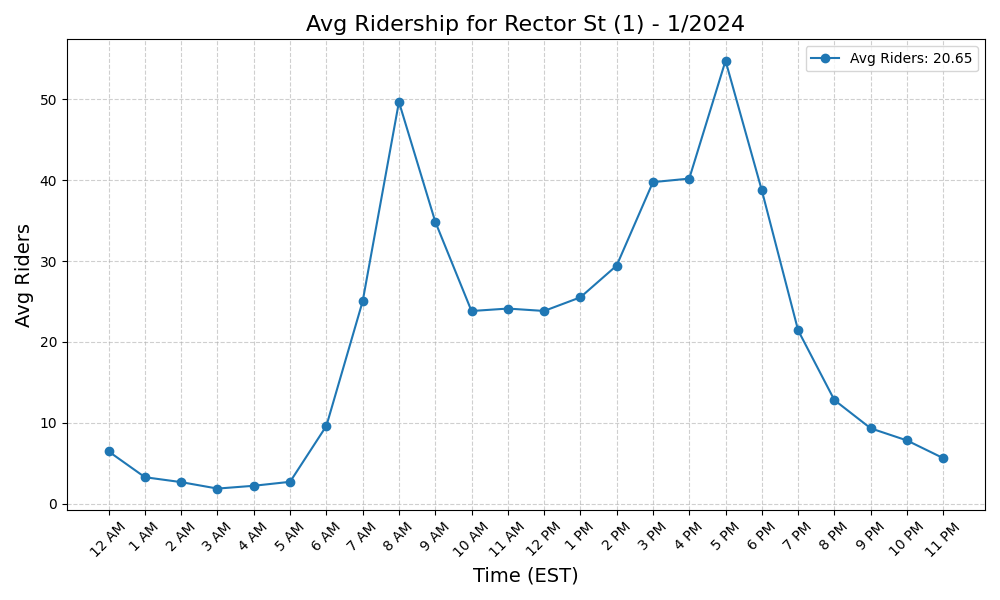 Avg Ridership for Rector St (1) - 1/2024
Avg Riders: 20.65
Avg Riders
50
40
30
20
10
0
12 AM
1 AM
2 AM
3 AM
4 AM
5 AM
6 AM
7 AM
8 AM
9 AM
10 AM
11 AM
12 PM
1 PM
2 PM
3 PM
4 PM
5 PM
6 PM
7 PM
8 PM
9 PM
10 PM
11 PM
Time (EST)